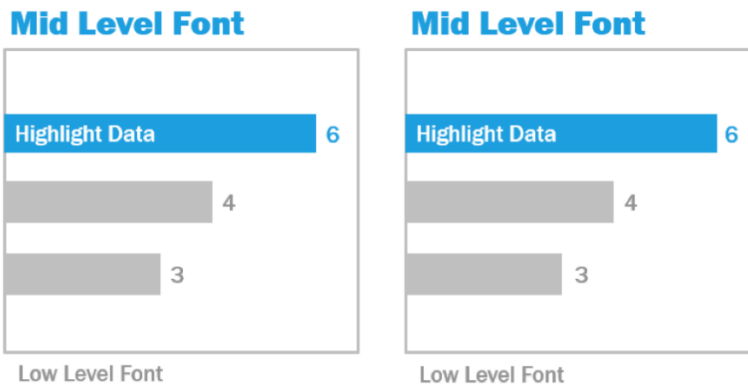 Mid Level Font
Highlight Data 6
4
3
Low Level Font
Mid Level Font
Highlight Data 6
4
3
Low Level Font